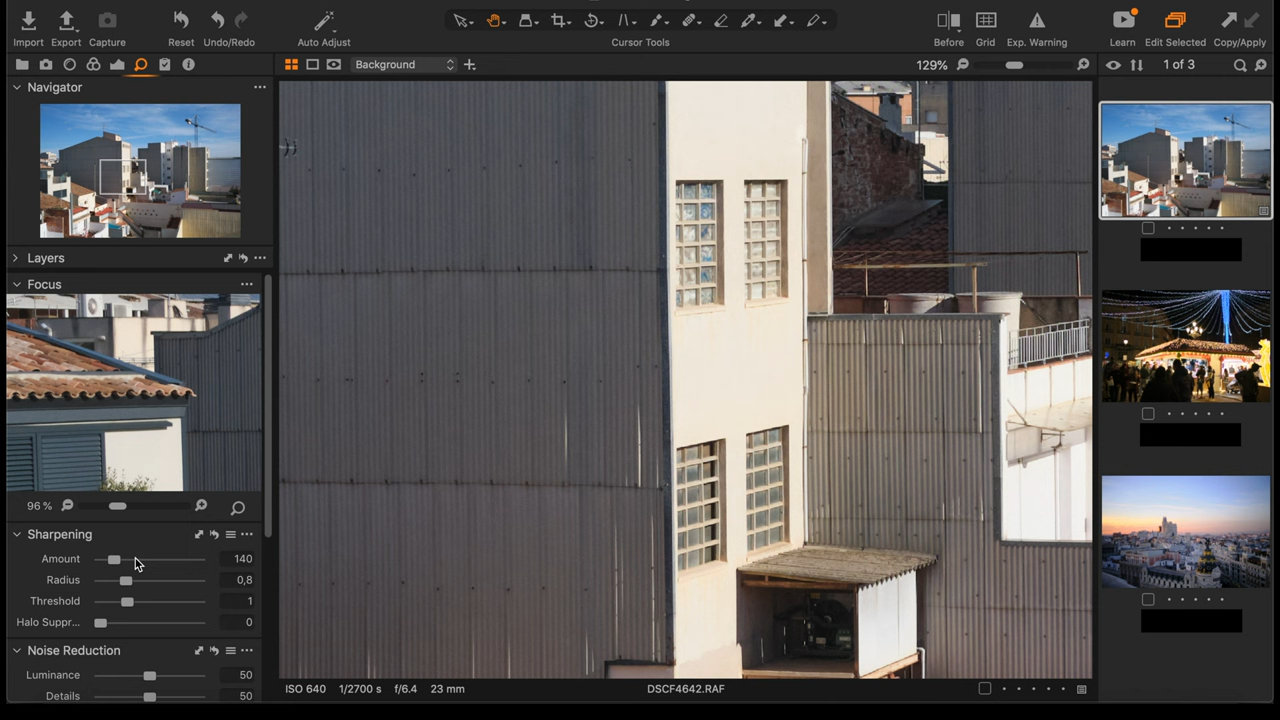 Import Export Capture Reset Undo/Redo Auto Adjust Cursor Tools Before Grid Exp. Warning Learn Edit Selected Copy/Apply
Background 129% 1 of 3
Navigator
Layers
Focus
96 %
Sharpening
Amount 140
Radius 0,8
Threshold 1
Halo Suppr... 0
Noise Reduction
Luminance 50
Details 50
ISO 640 1/2700 s f/6.4 23 mm DSCF4642.RAF